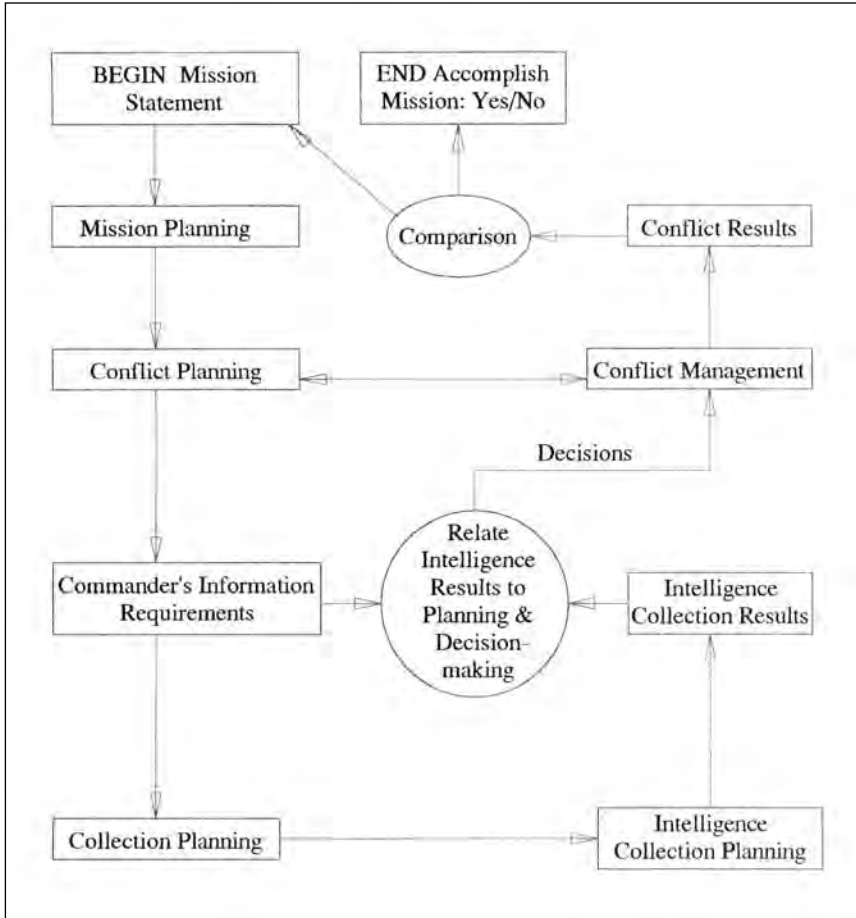 BEGIN Mission
Statement
END Accomplish
Mission: Yes/No
Mission Planning
Comparison
Conflict Results
Conflict Planning
Conflict Management
Decisions
Commander's Information
Requirements
Relate
Intelligence
Results to
Planning &
Decision-
making
Intelligence
Collection Results
Collection Planning
Intelligence
Collection Planning